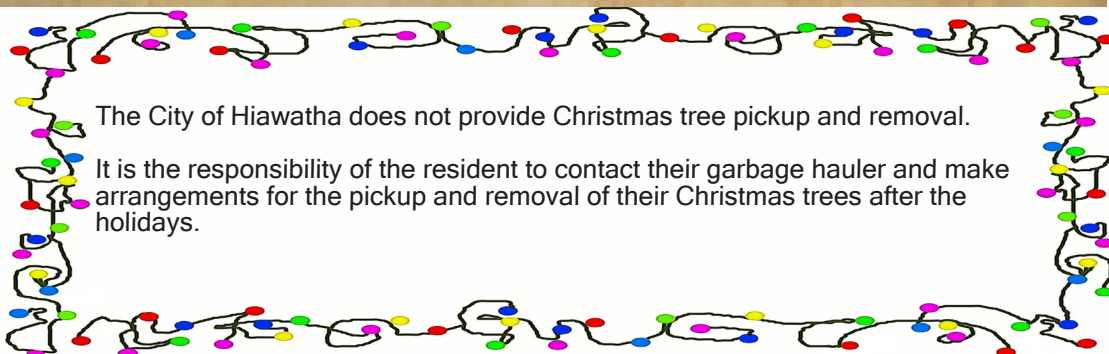 The City of Hiawatha does not provide Christmas tree pickup and removal.
It is the responsibility of the resident to contact their garbage hauler and make
arrangements for the pickup and removal of their Christmas trees after the
holidays.